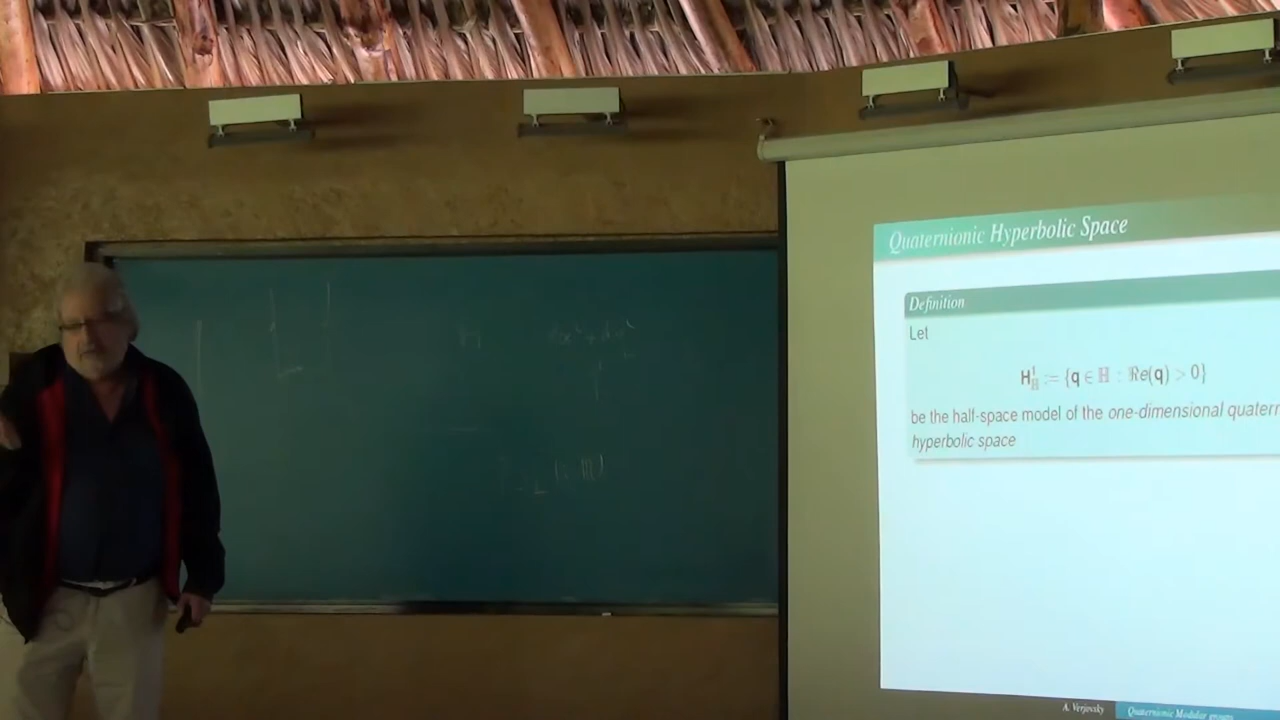 Quaternionic Hyperbolic Space
Definition
Let
H¹_ℍ := {q ∈ ℍ : ℜe(q) > 0}
be the half-space model of the one-dimensional quatern
hyperbolic space
A. Verjovsky
Quaternionic Modular groups